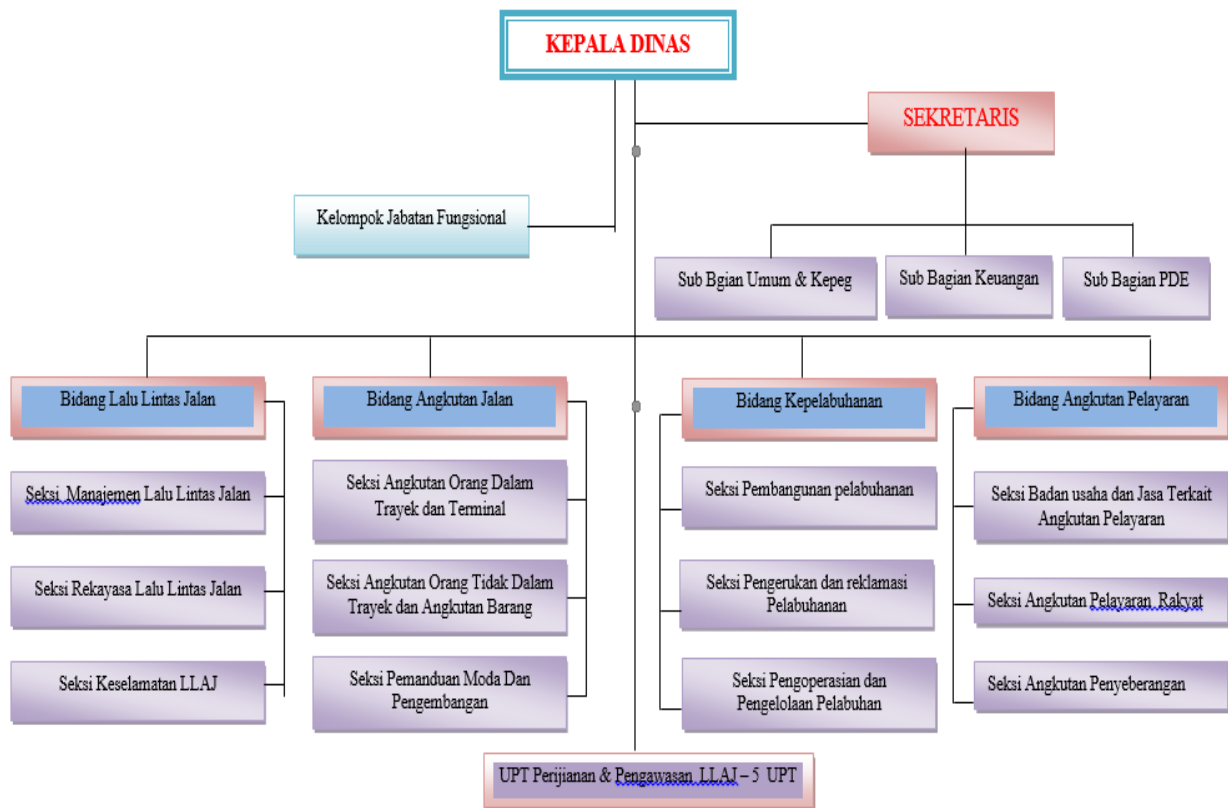 KEPALA DINAS
SEKRETARIS
Kelompok Jabatan Fungsional
Sub Bgian Umum & Kepeg
Sub Bagian Keuangan
Sub Bagian PDE
Bidang Lalu Lintas Jalan
Bidang Angkutan Jalan
Bidang Kepelabuhanan
Bidang Angkutan Pelayaran
Seksi Manajemen Lalu Lintas Jalan
Seksi Angkutan Orang Dalam
Trayek dan Terminal
Seksi Pembangunan pelabuhanan
Seksi Badan usaha dan Jasa Terkait
Angkutan Pelayaran
Seksi Rekayasa Lalu Lintas Jalan
Seksi Angkutan Orang Tidak Dalam
Trayek dan Angkutan Barang
Seksi Pengerukan dan reklamasi
Pelabuhanan
Seksi Angkutan Pelayaran Rakyat
Seksi Keselamatan LLAJ
Seksi Pemanduan Moda Dan
Pengembangan
Seksi Pengoperasian dan
Pengelolaan Pelabuhan
Seksi Angkutan Penyeberangan
UPT Perijianan & Pengawasan LLAJ – 5 UPT